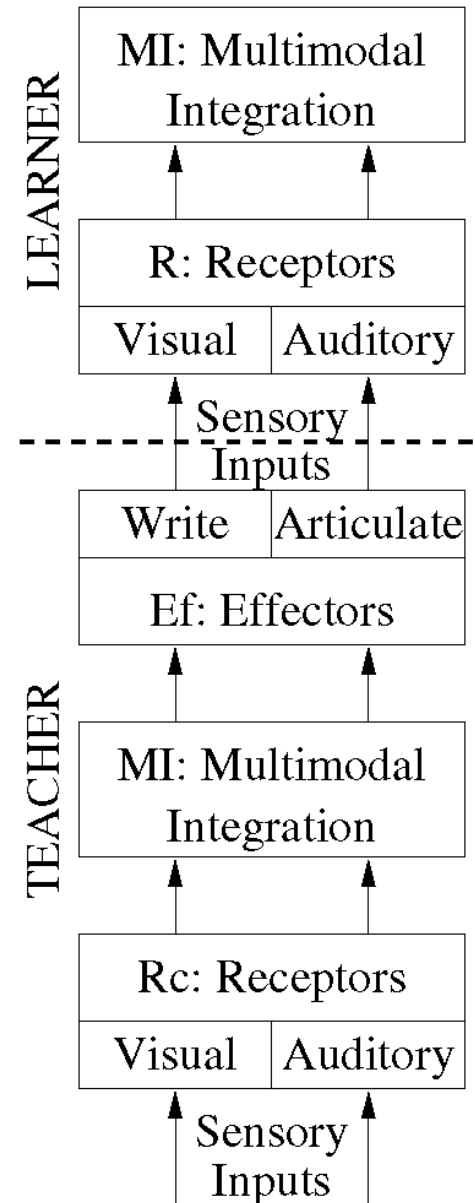 LEARNER
MI: Multimodal
Integration
R: Receptors
Visual Auditory
Sensory
Inputs
Write Articulate
Ef: Effectors
TEACHER
MI: Multimodal
Integration
Rc: Receptors
Visual Auditory
Sensory
Inputs